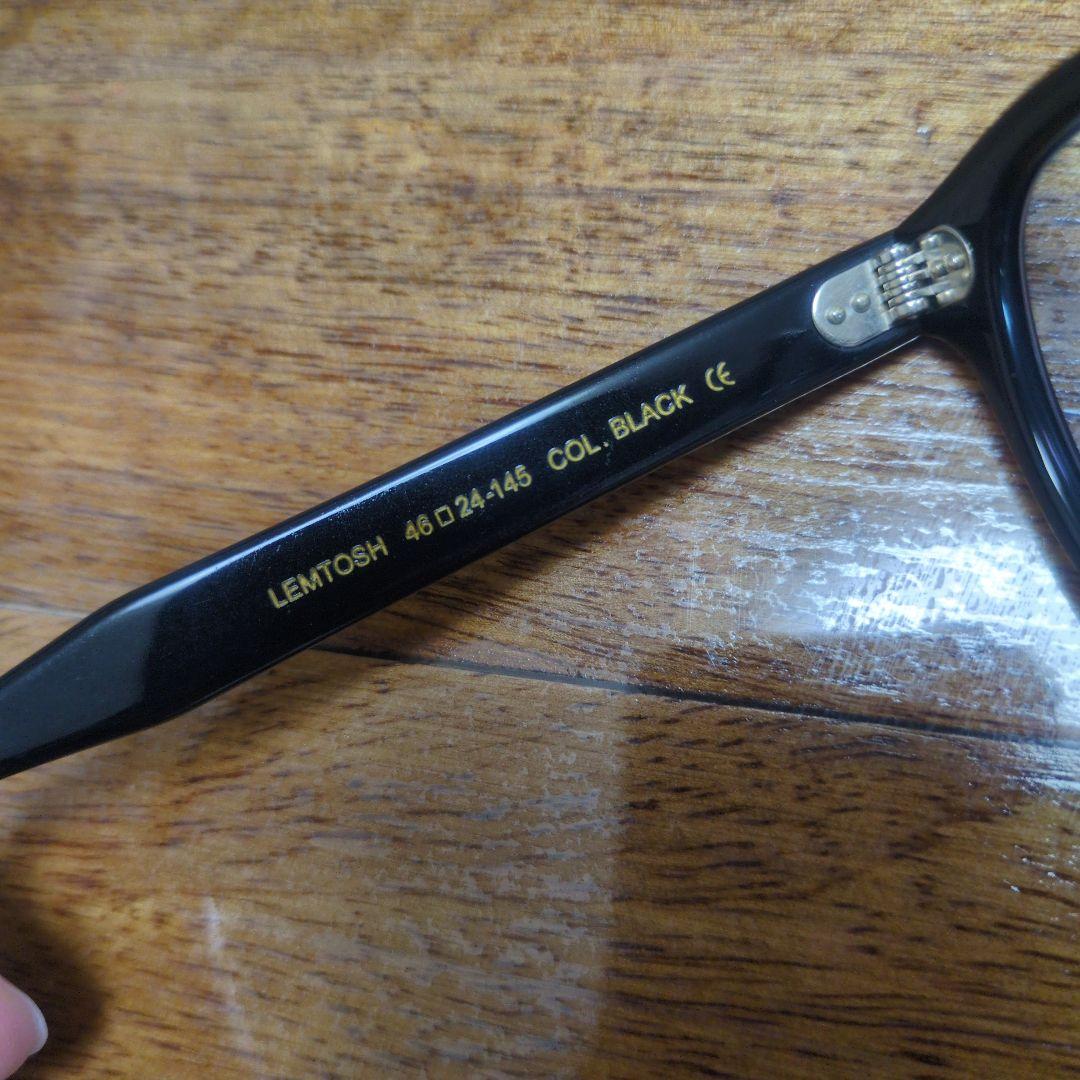 LEMTOSH 46□24-145 COL. BLACK CE